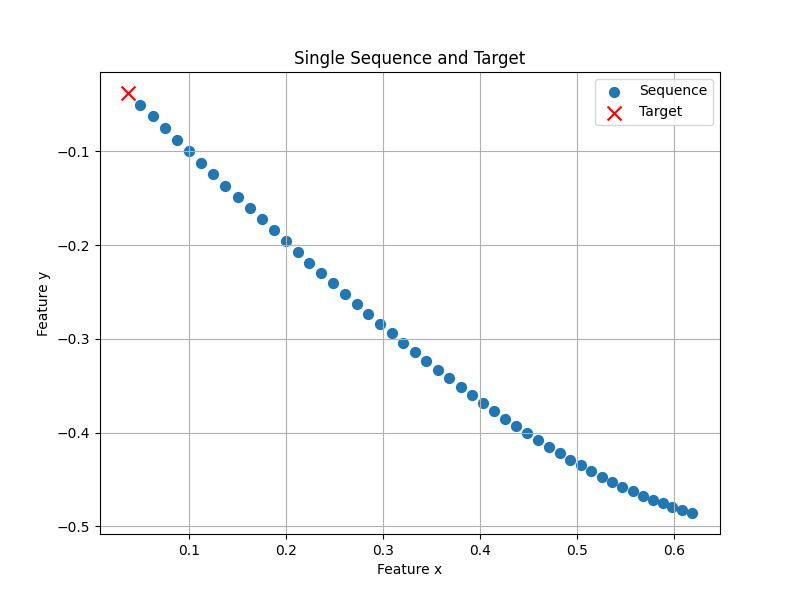 Single Sequence and Target
Sequence
Target
−0.1
−0.2
−0.3
−0.4
−0.5
Feature y
0.1
0.2
0.3
0.4
0.5
0.6
Feature x